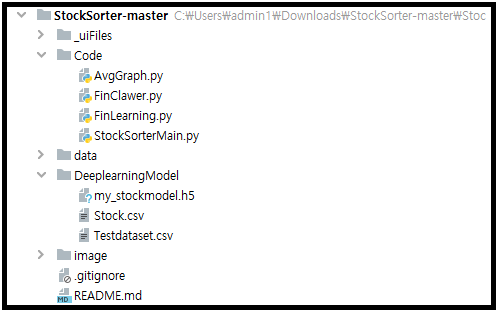 StockSorter-master C:₩Users₩admin1₩Downloads₩StockSorter-master₩Stoc
_uiFiles
Code
AvgGraph.py
FinClawer.py
FinLearning.py
StockSorterMain.py
data
DeeplearningModel
my_stockmodel.h5
Stock.csv
Testdataset.csv
image
.gitignore
MD README.md